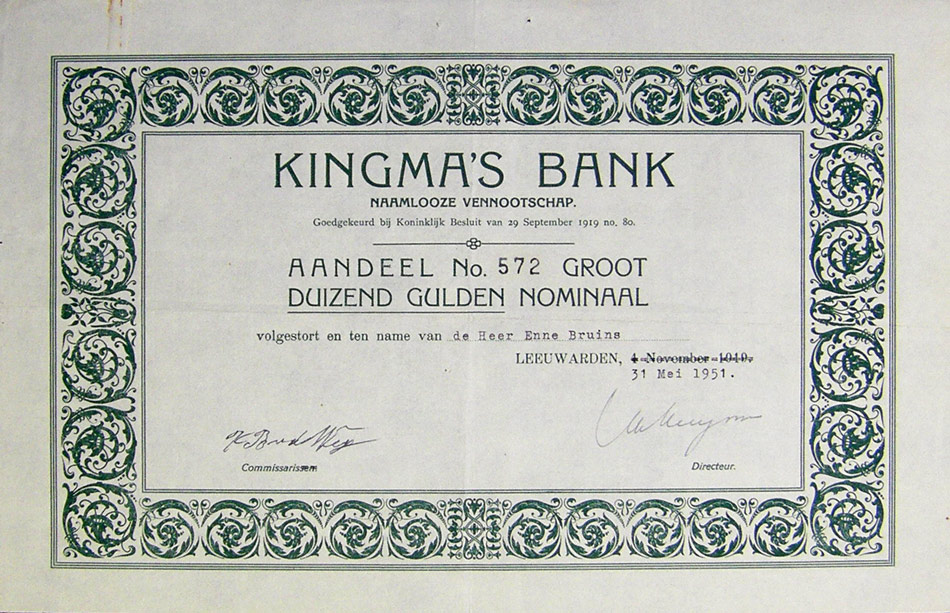 KINGMA'S BANK
NAAMLOOZE VENNOOTSCHAP.
Goedgekeurd bij Koninklijk Besluit van 29 September 1919 no. 80.
AANDEEL No. 572 GROOT
DUIZEND GULDEN NOMINAAL
volgestort en ten name van de Heer Enne Bruins
LEEUWARDEN, 1 November 1919.
31 Mei 1951.
Commissarissen
Directeur.